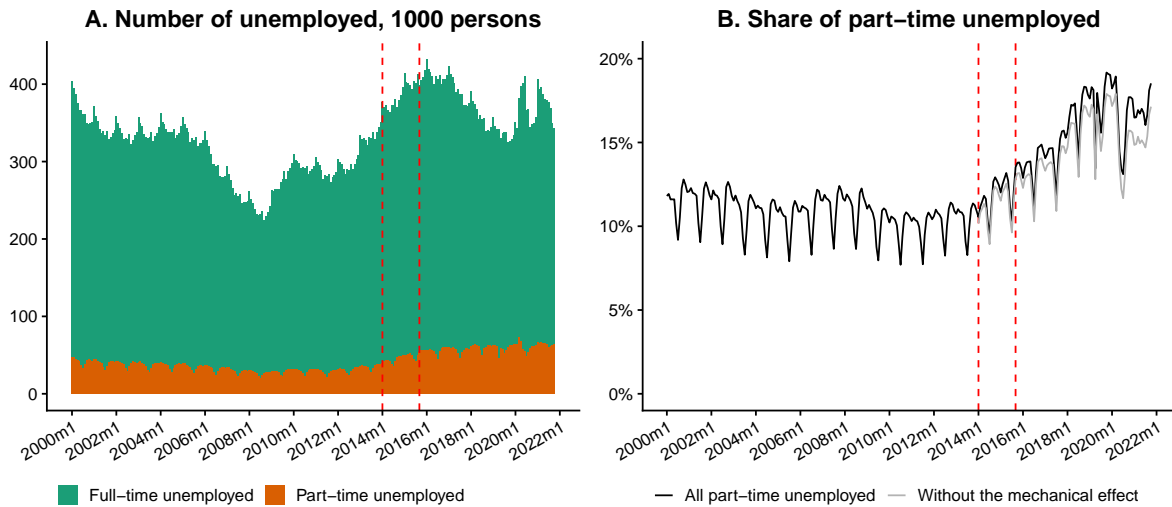 A. Number of unemployed, 1000 persons
400
300
200
100
0
2000m1
2002m1
2004m1
2006m1
2008m1
2010m1
2012m1
2014m1
2016m1
2018m1
2020m1
2022m1
Full−time unemployed
Part−time unemployed
B. Share of part−time unemployed
20%
15%
10%
5%
0%
2000m1
2002m1
2004m1
2006m1
2008m1
2010m1
2012m1
2014m1
2016m1
2018m1
2020m1
2022m1
All part−time unemployed
Without the mechanical effect